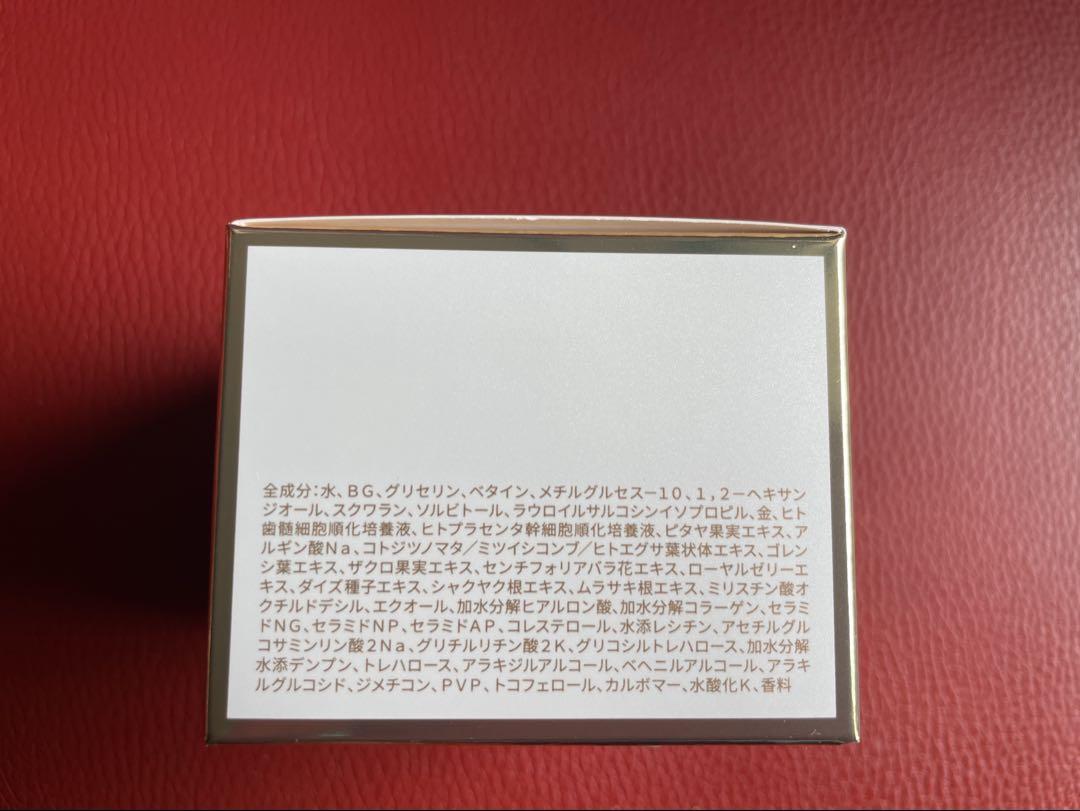 全成分:水、BG、グリセリン、ベタイン、メチルグルセス−10、1,2−ヘキサン
ジオール、スクワラン、ソルビトール、ラウロイルサルコシンイソプロピル、金、ヒト
歯髄細胞順化培養液、ヒトプラセンタ幹細胞順化培養液、ピタヤ果実エキス、ア
ルギン酸Na、コトジツノマタ/ミツイシコンブ/ヒトエグサ葉状体エキス、ゴレン
シ葉エキス、ザクロ果実エキス、センチフォリアバラ花エキス、ローヤルゼリーエ
キス、ダイズ種子エキス、シャクヤク根エキス、ムラサキ根エキス、ミリスチン酸オ
クチルドデシル、エクオール、加水分解ヒアルロン酸、加水分解コラーゲン、セラミ
ドNG、セラミドNP、セラミドAP、コレステロール、水添レシチン、アセチルグル
コサミンリン酸2Na、グリチルリチン酸2K、グリコシルトレハロース、加水分解
水添デンプン、トレハロース、アラキジルアルコール、ベヘニルアルコール、アラキ
ルグルコシド、ジメチコン、PVP、トコフェロール、カルボマー、水酸化K、香料